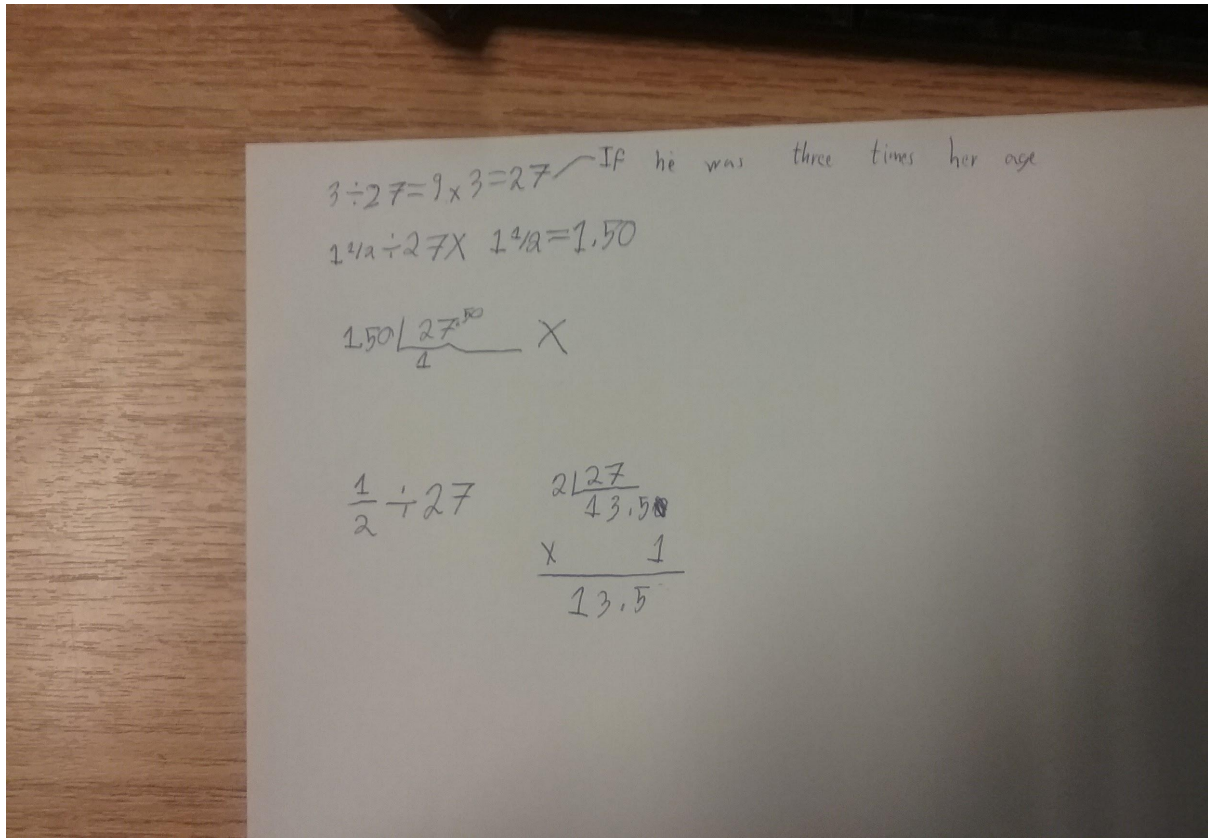 3÷27=9x3=27 If he was three times her age
1 1/2÷27X 1 1/2=1.50
1.50 27.50 X
1
1/2 ÷27
2 27
13.5
x 1
13.5